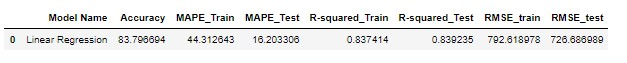 Model Name Accuracy MAPE_Train MAPE_Test R-squared_Train R-squared_Test RMSE_train RMSE_test
0 Linear Regression 83.796694 44.312643 16.203306 0.837414 0.839235 792.618978 726.686989